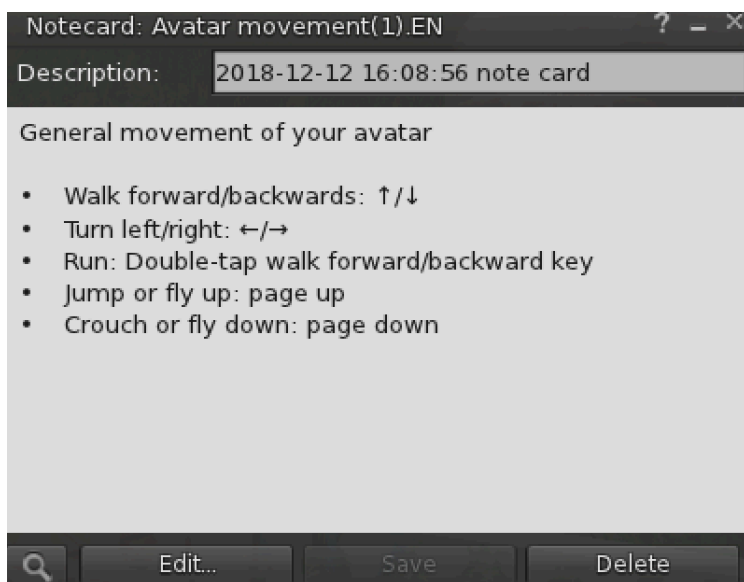 Notecard: Avatar movement(1).EN ? _ ×
Description: 2018-12-12 16:08:56 note card
General movement of your avatar
• Walk forward/backwards: ↑/↓
• Turn left/right: ←/→
• Run: Double-tap walk forward/backward key
• Jump or fly up: page up
• Crouch or fly down: page down
Edit... Save Delete